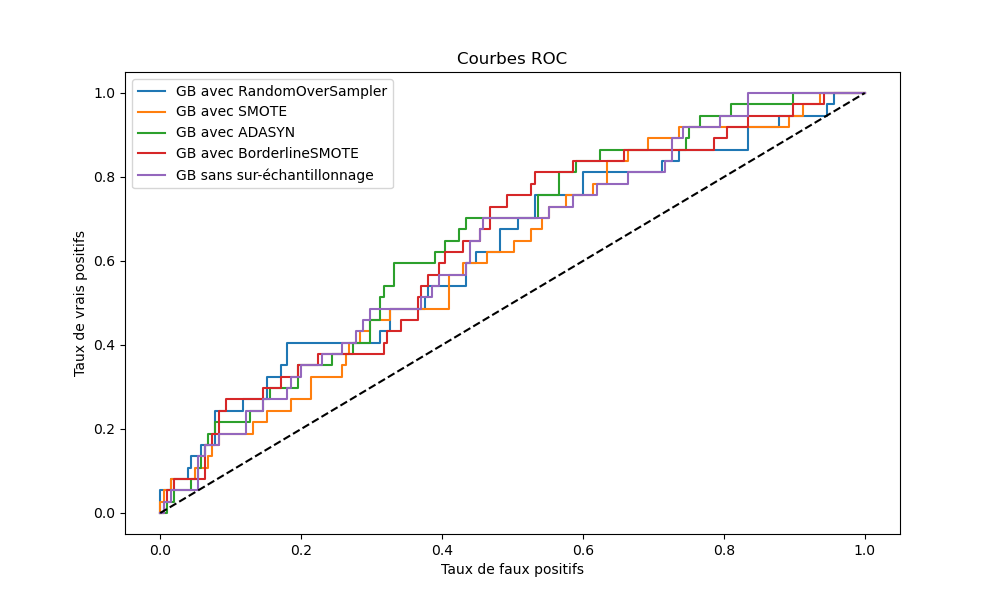 Courbes ROC
GB avec RandomOverSampler
GB avec SMOTE
GB avec ADASYN
GB avec BorderlineSMOTE
GB sans sur-échantillonnage
Taux de vrais positifs
1.0
0.8
0.6
0.4
0.2
0.0
0.0 0.2 0.4 0.6 0.8 1.0
Taux de faux positifs